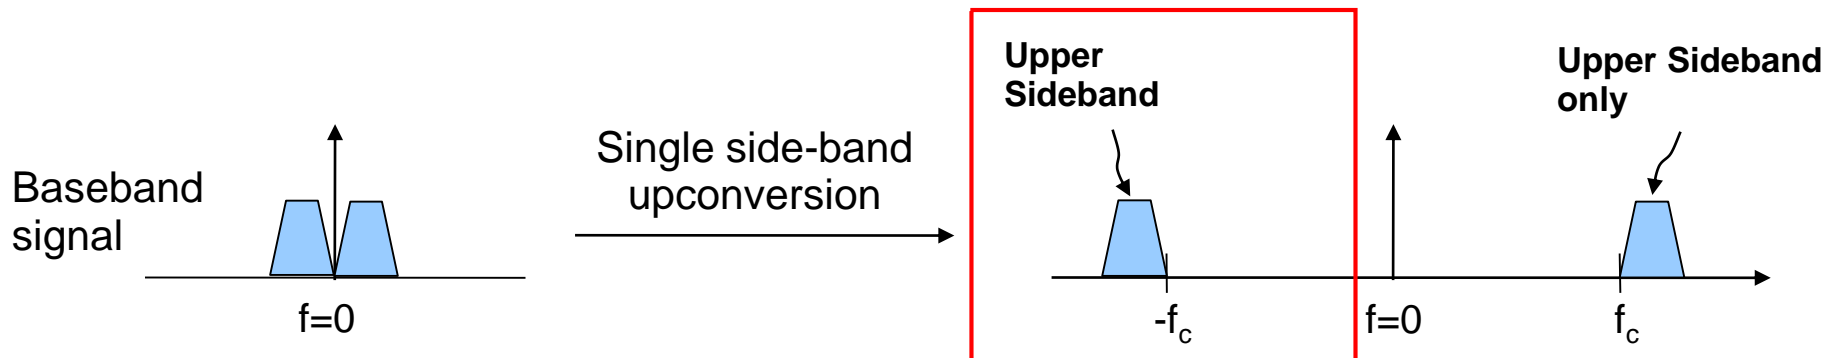 Baseband
signal
f=0
Single side-band
upconversion
Upper
Sideband
-fc
Upper Sideband
only
f=0
fc